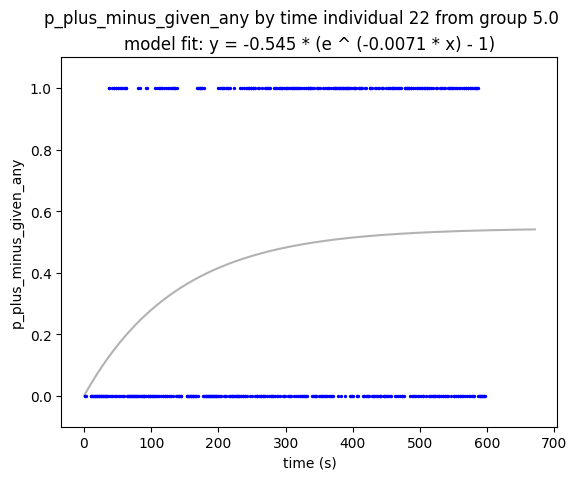 p_plus_minus_given_any by time individual 22 from group 5.0
model fit: y = -0.545 * (e ^ (-0.0071 * x) - 1)
p_plus_minus_given_any
1.0
0.8
0.6
0.4
0.2
0.0
0 100 200 300 400 500 600 700
time (s)